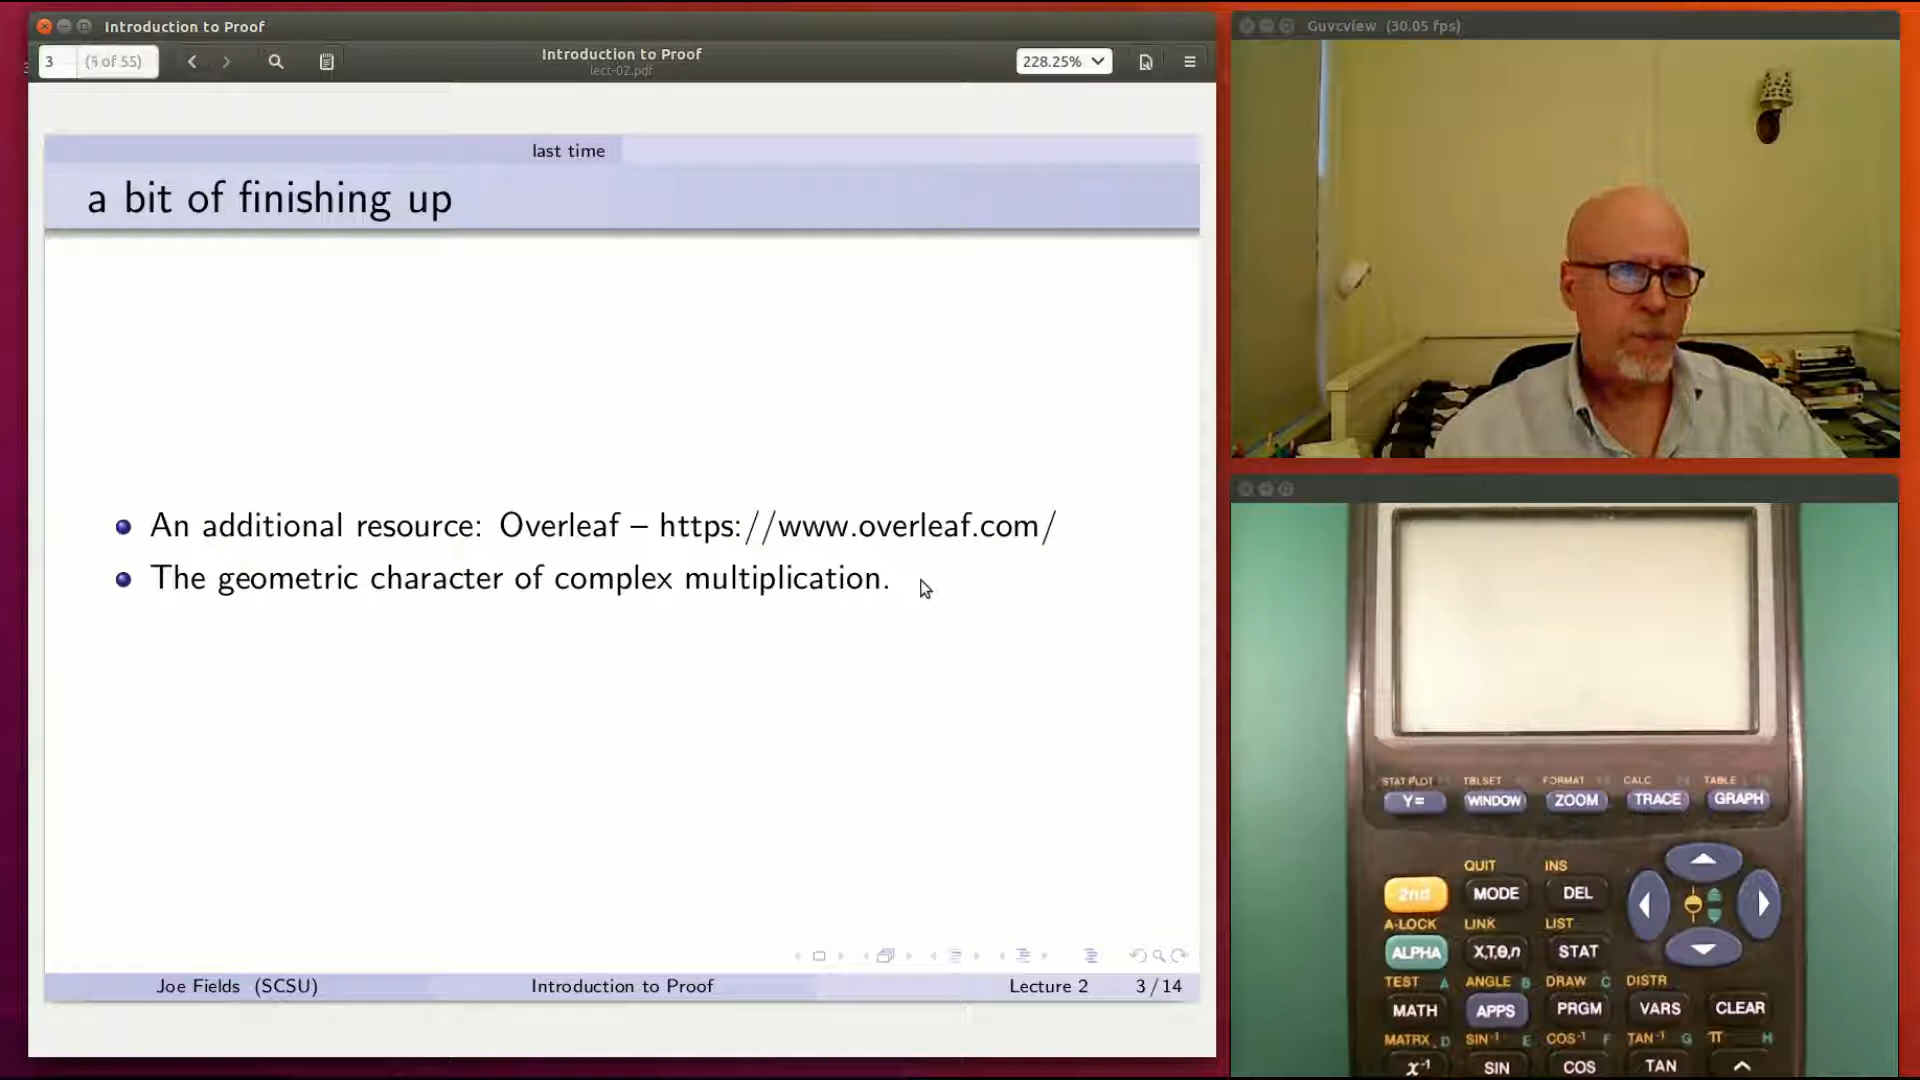 Introduction to Proof
3
of 55)
Introduction to Proof
lect-02.pdf
228.25%
last time
a bit of finishing up
An additional resource: Overleaf – https://www.overleaf.com/
The geometric character of complex multiplication.
Joe Fields (SCSU) Introduction to Proof Lecture 2 3 / 14
Guvcview (30.05 fps)
STAT PLOT TBLSET FORMAT CALC TABLE
Y= WINDOW ZOOM TRACE GRAPH
QUIT INS
2nd MODE DEL
A-LOCK LINK LIST
ALPHA X,T,θ,n STAT
TEST A ANGLE B DRAW C DISTR
MATH APPS PRGM VARS CLEAR
MATRX D SIN⁻¹ E COS⁻¹ F TAN⁻¹ G π H
x⁻¹ SIN COS TAN ^